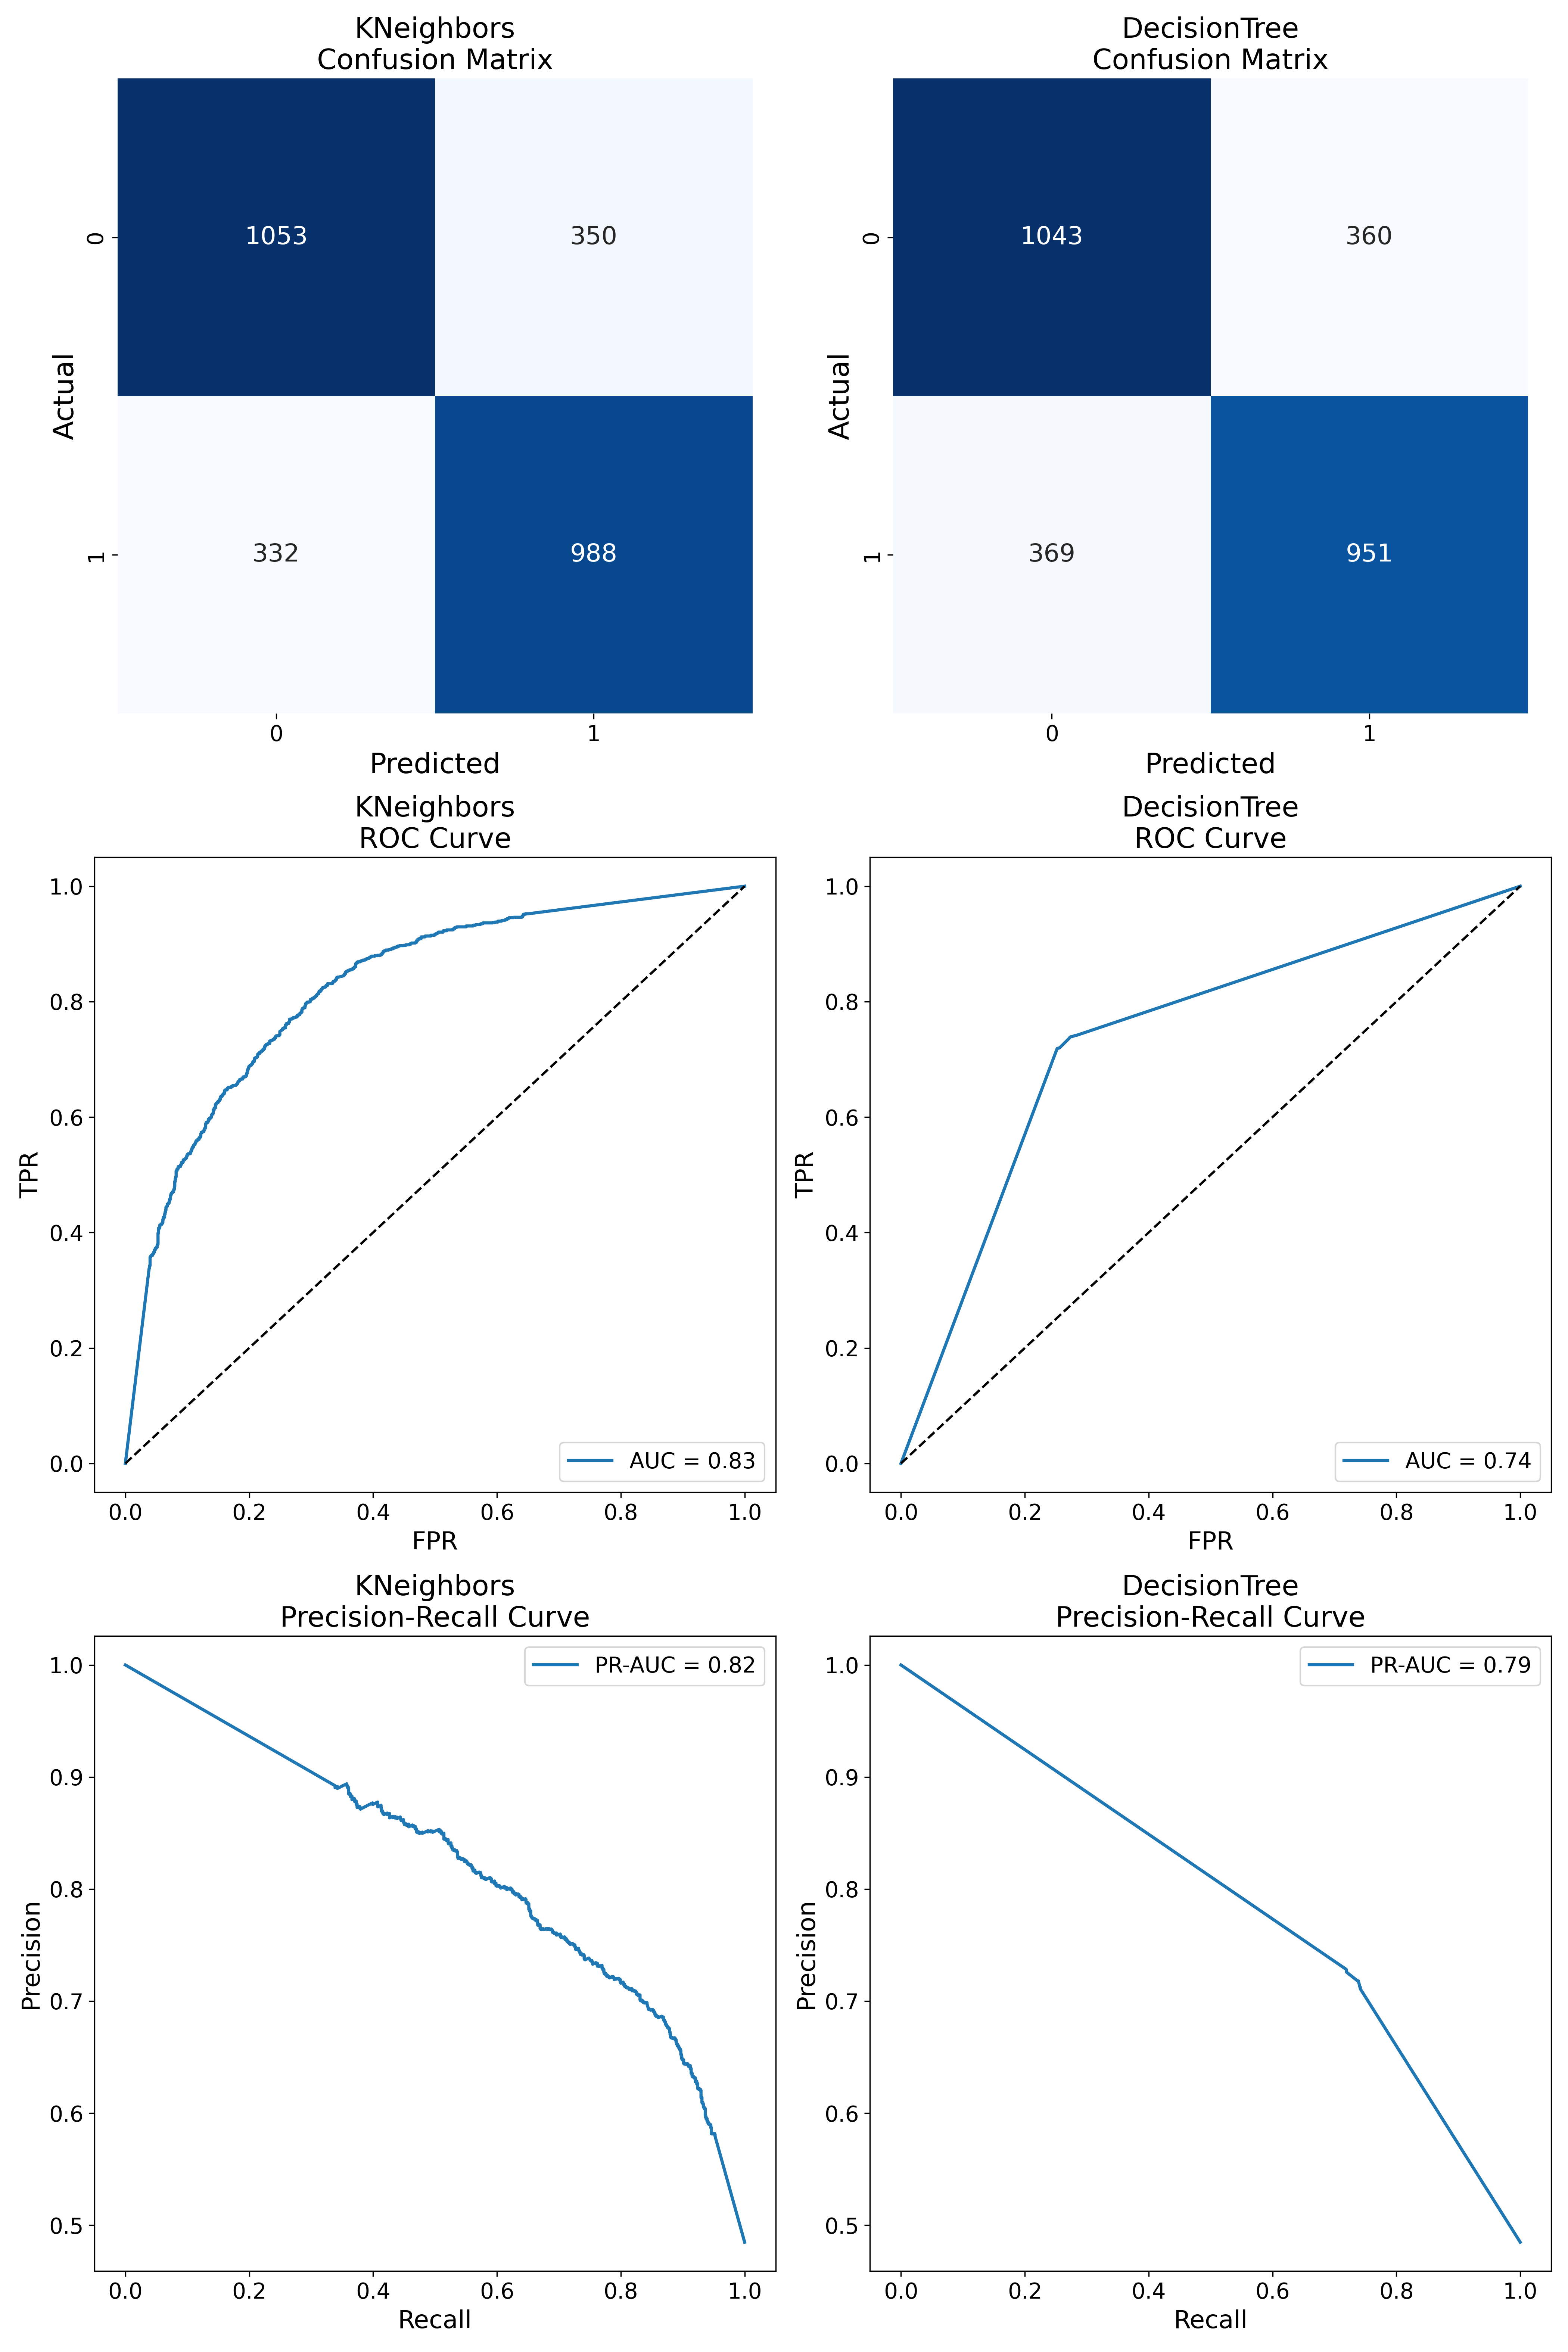 KNeighbors
Confusion Matrix
Actual
0
1053
350
1
332
988
0
1
Predicted
DecisionTree
Confusion Matrix
Actual
0
1043
360
1
369
951
0
1
Predicted
KNeighbors
ROC Curve
TPR
1.0
0.8
0.6
0.4
0.2
0.0
AUC = 0.83
0.0 0.2 0.4 0.6 0.8 1.0
FPR
DecisionTree
ROC Curve
TPR
1.0
0.8
0.6
0.4
0.2
0.0
AUC = 0.74
0.0 0.2 0.4 0.6 0.8 1.0
FPR
KNeighbors
Precision-Recall Curve
PR-AUC = 0.82
Precision
1.0
0.9
0.8
0.7
0.6
0.5
0.0 0.2 0.4 0.6 0.8 1.0
Recall
DecisionTree
Precision-Recall Curve
PR-AUC = 0.79
Precision
1.0
0.9
0.8
0.7
0.6
0.5
0.0 0.2 0.4 0.6 0.8 1.0
Recall